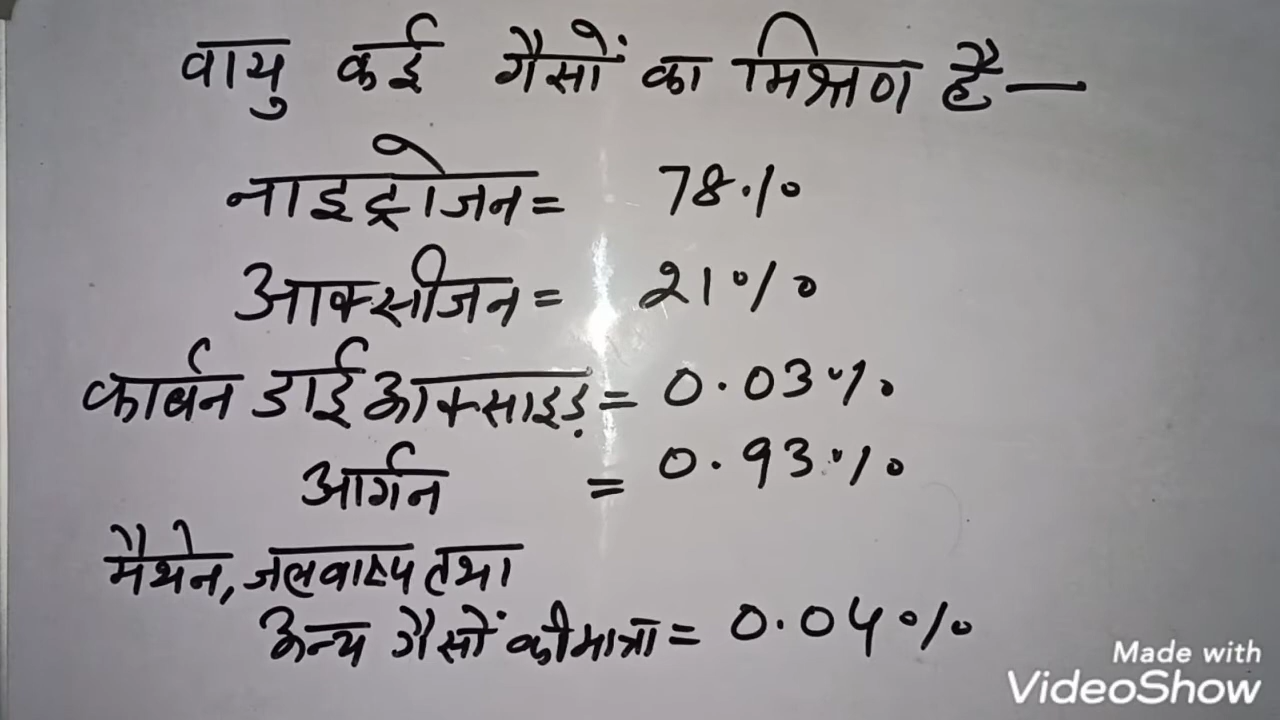 वायु कई गैसों का मिश्रण है—
नाइट्रोजन = 78%
आक्सीजन = 21%
कार्बन डाई आक्साइड़ = 0.03%
आर्गन = 0.93%
मैथेन, जलवाष्प तथा
अन्य गैसों की मात्रा = 0.04%
Made with
VideoShow